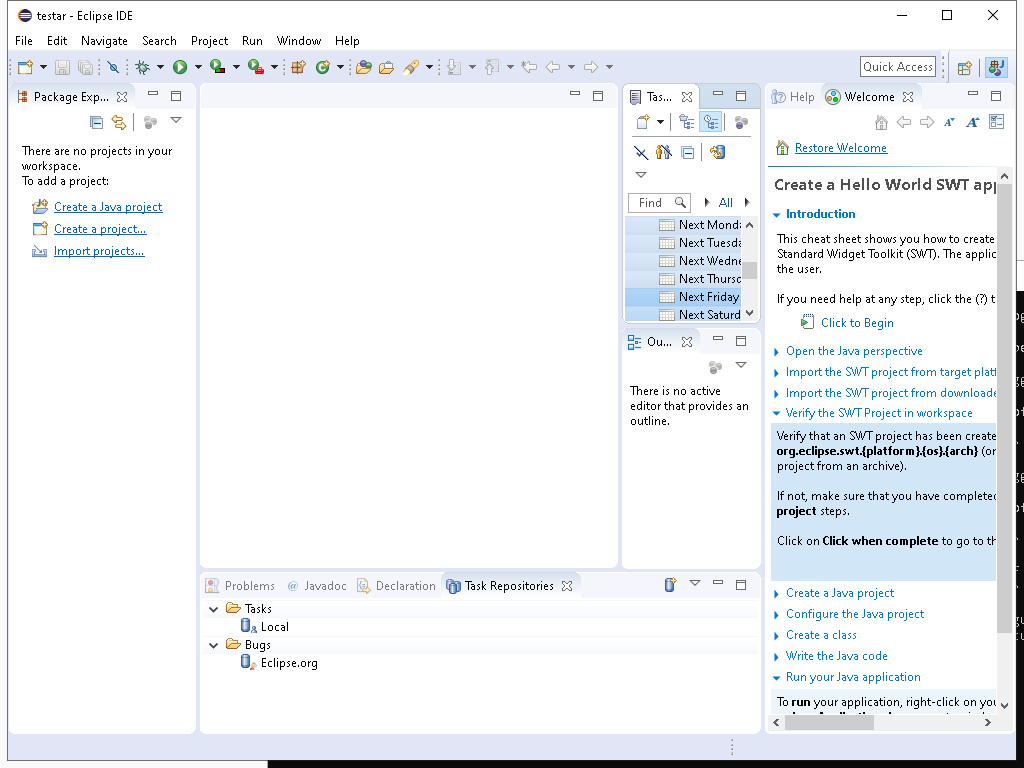 testar - Eclipse IDE
File Edit Navigate Search Project Run Window Help
Quick Access
Package Exp...
There are no projects in your
workspace.
To add a project:
Create a Java project
Create a project...
Import projects...
Tas...
Find
All
Next Monda
Next Tuesda
Next Wedne
Next Thursd
Next Friday
Next Saturd
Ou...
There is no active
editor that provides an
outline.
Problems Javadoc Declaration Task Repositories
Tasks
Local
Bugs
Eclipse.org
Help Welcome
Restore Welcome
Create a Hello World SWT app
Introduction
This cheat sheet shows you how to create
Standard Widget Toolkit (SWT). The applic
the user.
If you need help at any step, click the (?) t
Click to Begin
Open the Java perspective
Import the SWT project from target platf
Import the SWT project from downloade
Verify the SWT Project in workspace
Verify that an SWT project has been create
org.eclipse.swt.{platform}.{os}.{arch} (or
project from an archive).
If not, make sure that you have completed
project steps.
Click on Click when complete to go to th
Create a Java project
Configure the Java project
Create a class
Write the Java code
Run your Java application
To run your application, right-click on you